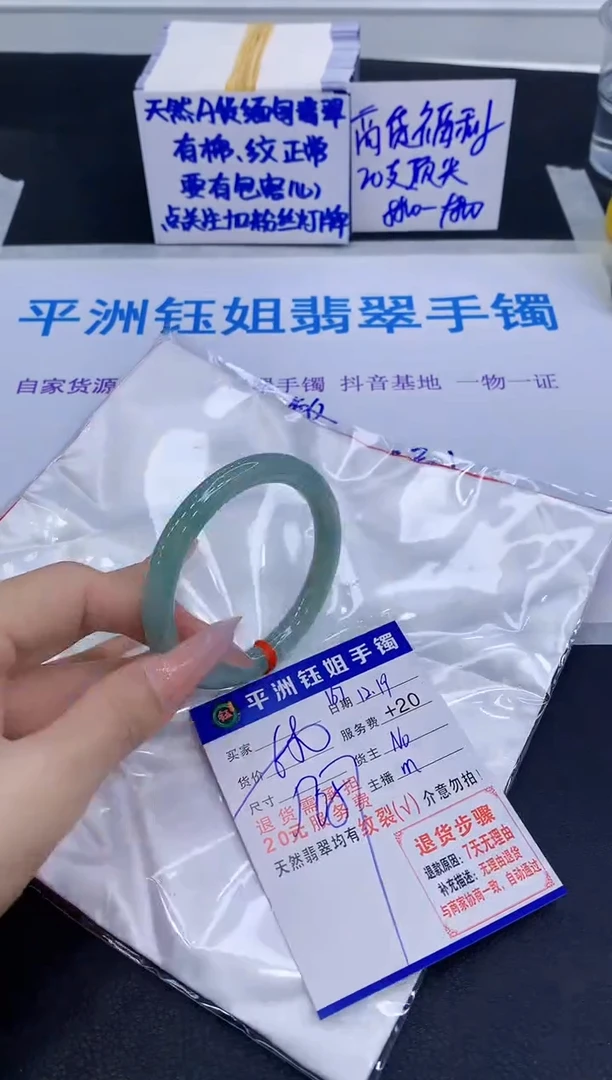 天然A货缅甸翡翠
有棉、纹正常
要有包容(心)
点关注加粉丝灯牌
商货福利
20支顶尖
平洲钰姐翡翠手镯
自家货源
手镯 抖音基地 一物一证
钰
平洲钰姐手镯
日期 12.19
买家
服务费 +20
货价
货主 No
尺寸
主播 m
退货需承担
20元服务费
天然翡翠均有纹裂(√) 介意勿拍!
退货步骤
退款原因:7天无理由
补充描述:无理由退货
与商家协商一致,自动通过